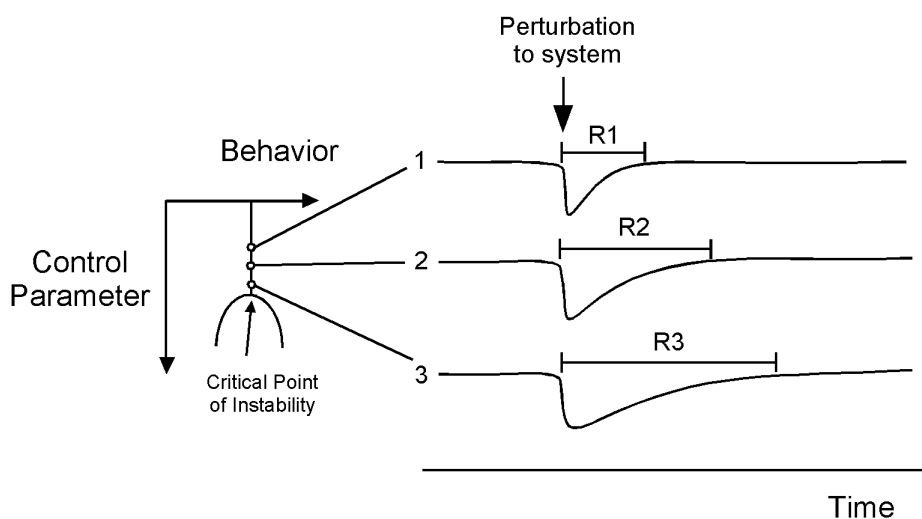 Perturbation
to system
R1
Behavior
1
R2
Control
Parameter
2
R3
Critical Point
of Instability
3
Time